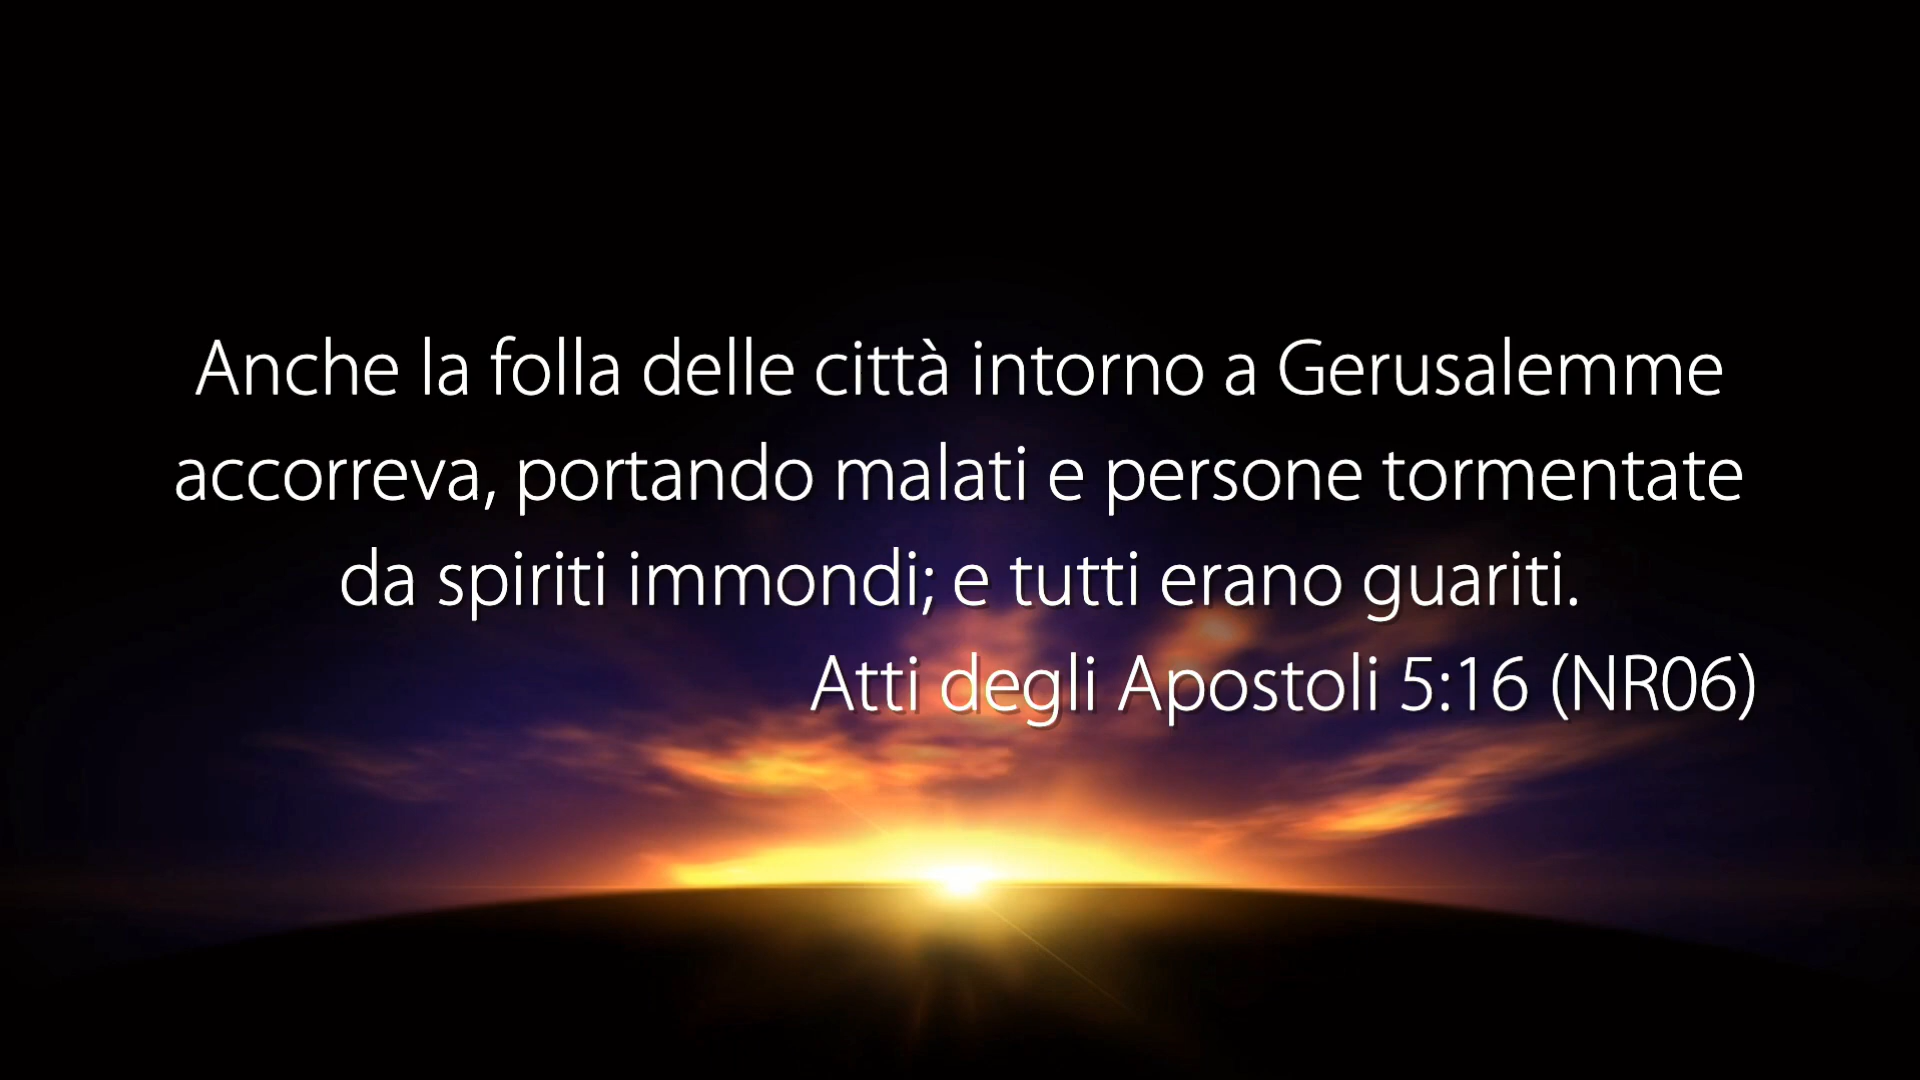 Anche la folla delle città intorno a Gerusalemme
accorreva, portando malati e persone tormentate
da spiriti immondi; e tutti erano guariti.
Atti degli Apostoli 5:16 (NR06)